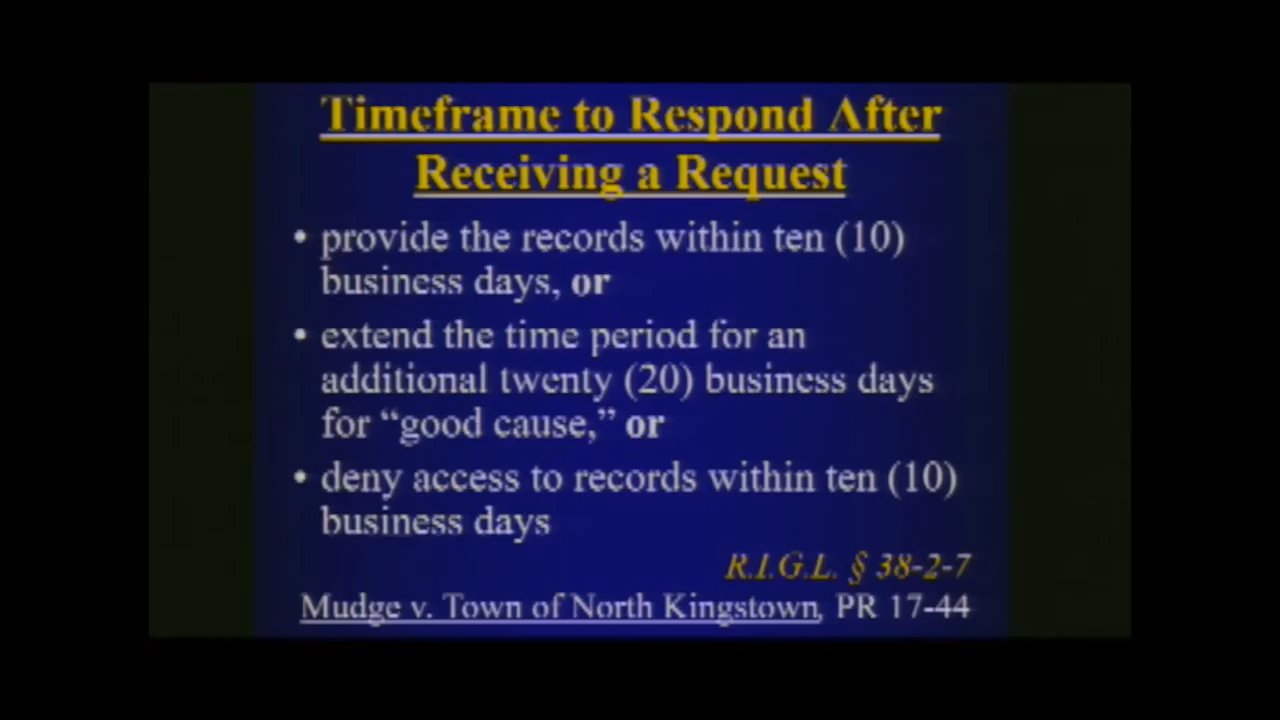 Timeframe to Respond After
Receiving a Request
• provide the records within ten (10)
business days, or
• extend the time period for an
additional twenty (20) business days
for “good cause,” or
• deny access to records within ten (10)
business days
R.I.G.L. § 38-2-7
Mudge v. Town of North Kingstown, PR 17-44